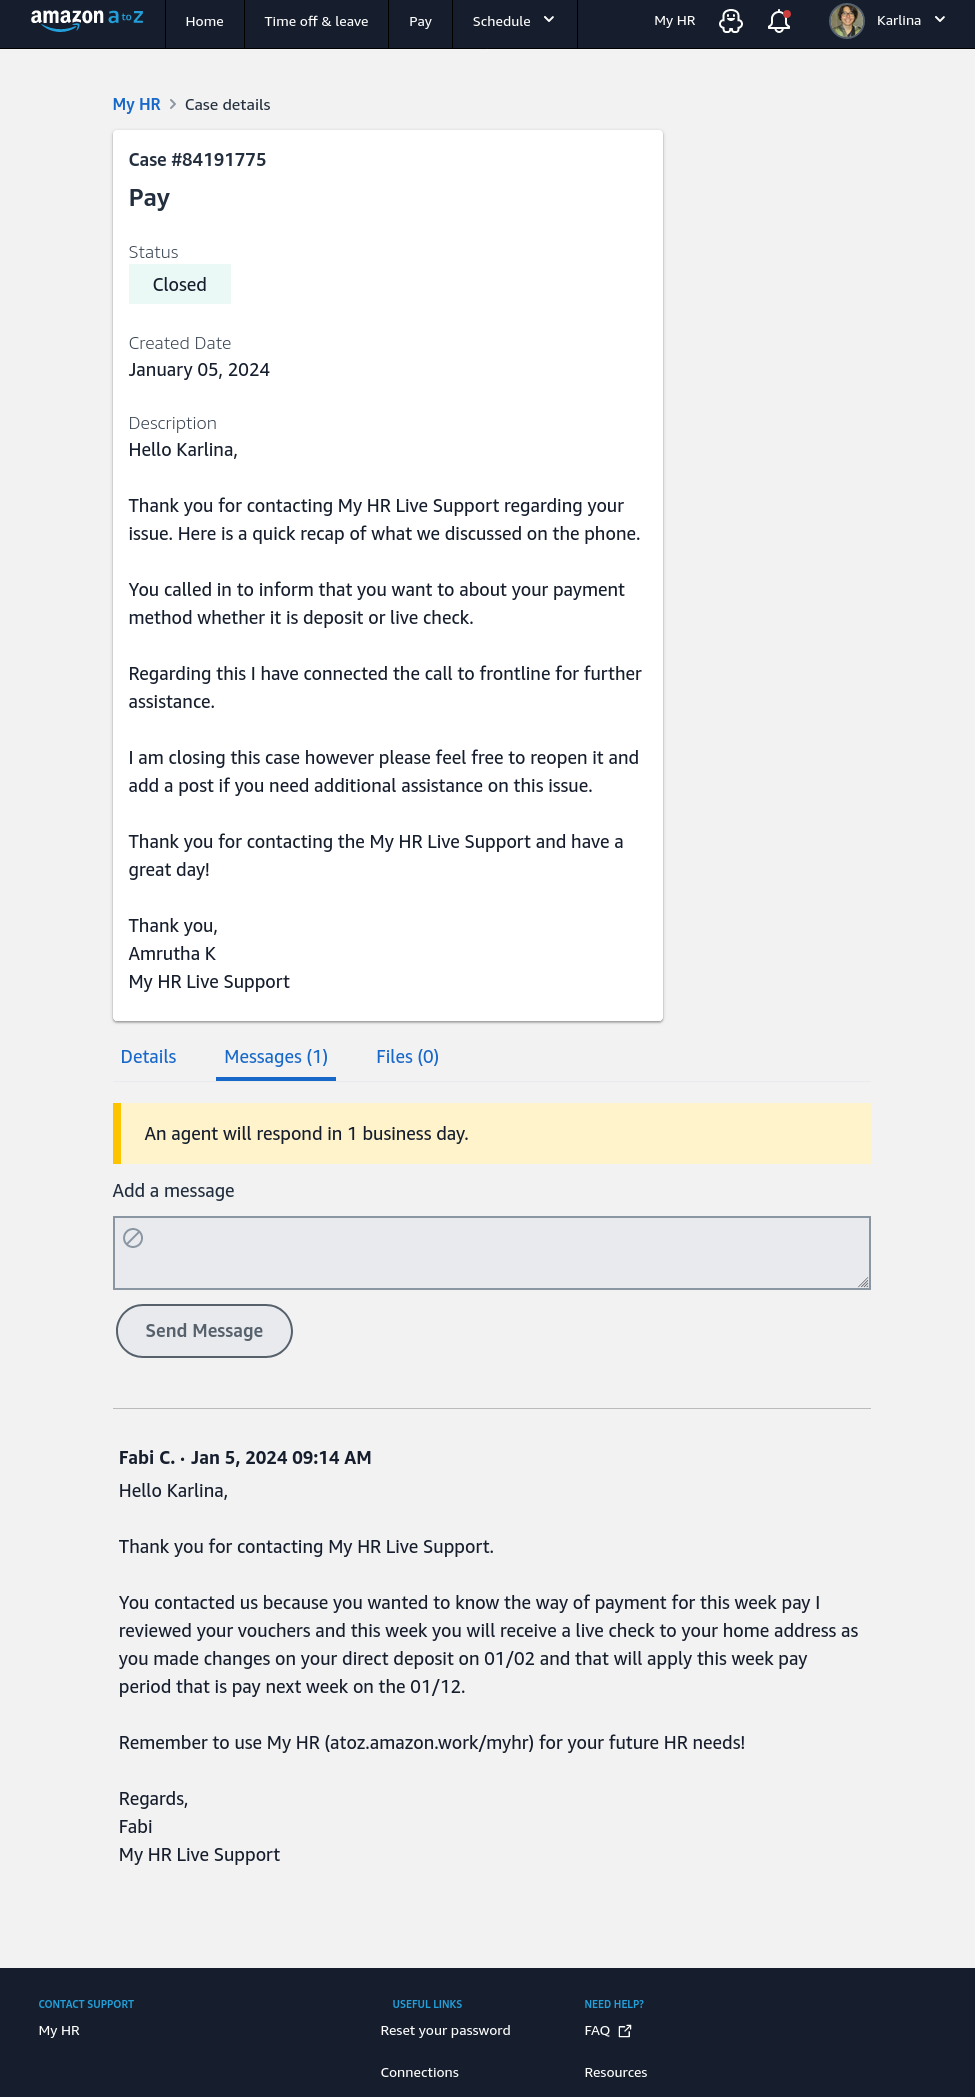 amazon a to z
Home
Time off & leave
Pay
Schedule
My HR
Karlina
My HR
Case details
Case #84191775
Pay
Status
Closed
Created Date
January 05, 2024
Description
Hello Karlina,
Thank you for contacting My HR Live Support regarding your
issue. Here is a quick recap of what we discussed on the phone.
You called in to inform that you want to about your payment
method whether it is deposit or live check.
Regarding this I have connected the call to frontline for further
assistance.
I am closing this case however please feel free to reopen it and
add a post if you need additional assistance on this issue.
Thank you for contacting the My HR Live Support and have a
great day!
Thank you,
Amrutha K
My HR Live Support
Details
Messages (1)
Files (0)
An agent will respond in 1 business day.
Add a message
Send Message
Fabi C. · Jan 5, 2024 09:14 AM
Hello Karlina,
Thank you for contacting My HR Live Support.
You contacted us because you wanted to know the way of payment for this week pay I
reviewed your vouchers and this week you will receive a live check to your home address as
you made changes on your direct deposit on 01/02 and that will apply this week pay
period that is pay next week on the 01/12.
Remember to use My HR (atoz.amazon.work/myhr) for your future HR needs!
Regards,
Fabi
My HR Live Support
CONTACT SUPPORT
My HR
USEFUL LINKS
Reset your password
Connections
NEED HELP?
FAQ
Resources